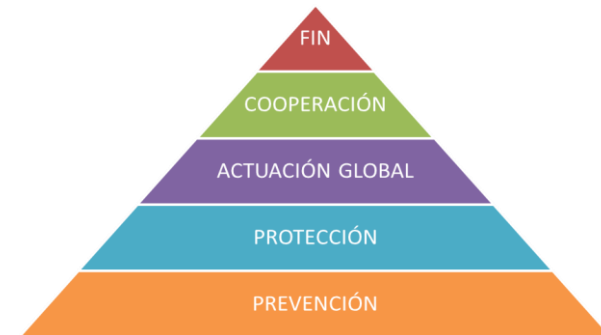 FIN
COOPERACIÓN
ACTUACIÓN GLOBAL
PROTECCIÓN
PREVENCIÓN